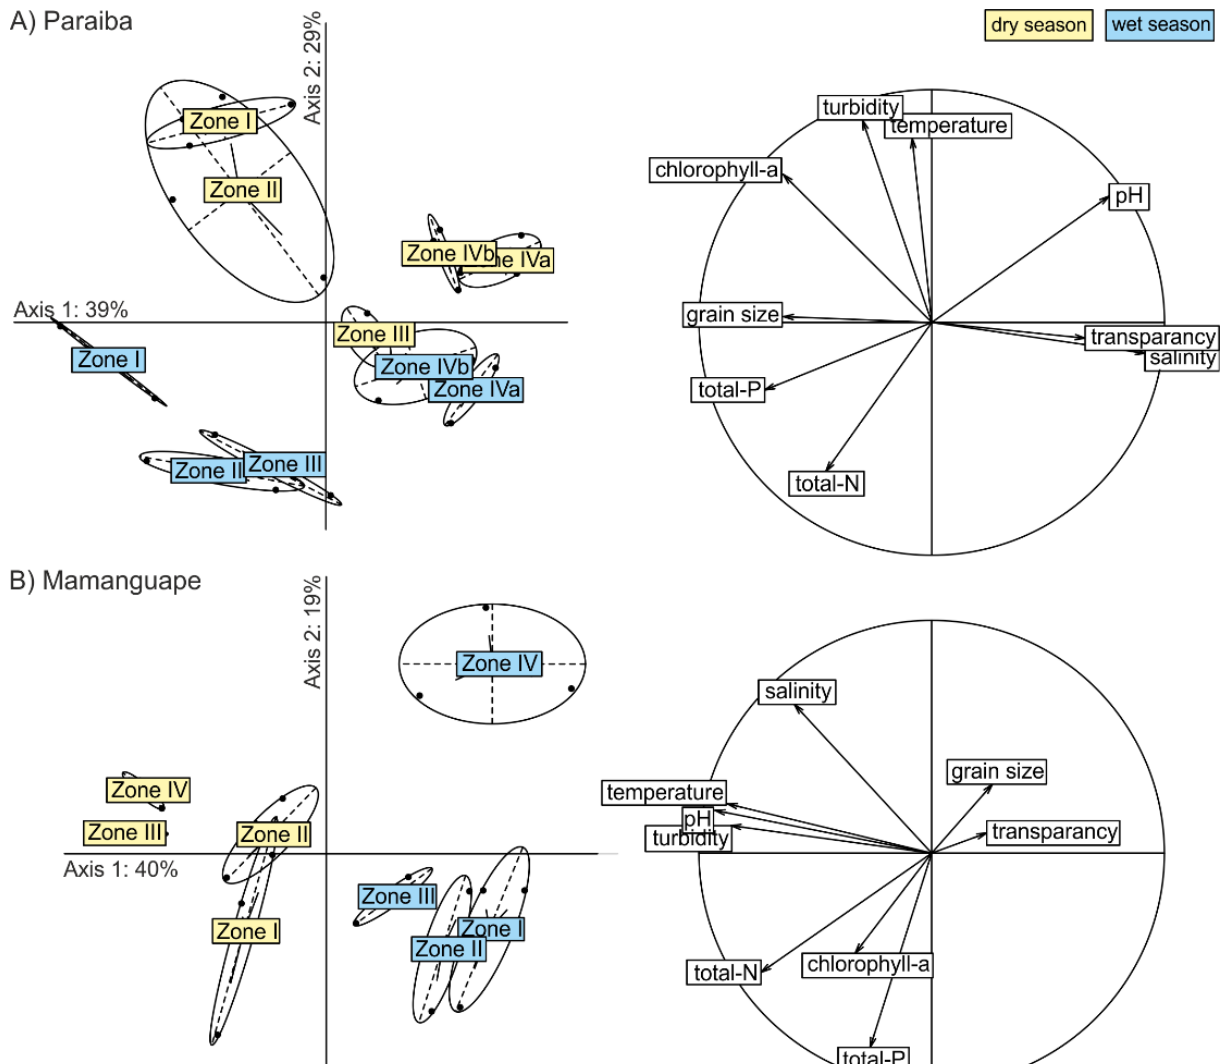 A) Paraiba
dry season
wet season
Axis 2: 29%
Zone I
Zone II
Zone IVb
Zone IVa
Axis 1: 39%
Zone III
Zone I
Zone IVb
Zone IVa
Zone II
Zone III
turbidity
temperature
chlorophyll-a
pH
grain size
transparancy
salinity
total-P
total-N
B) Mamanguape
Axis 2: 19%
Zone IV
Zone IV
Zone III
Zone II
Axis 1: 40%
Zone III
Zone I
Zone I
Zone II
salinity
grain size
temperature
pH
transparancy
turbidity
chlorophyll-a
total-N
total-P